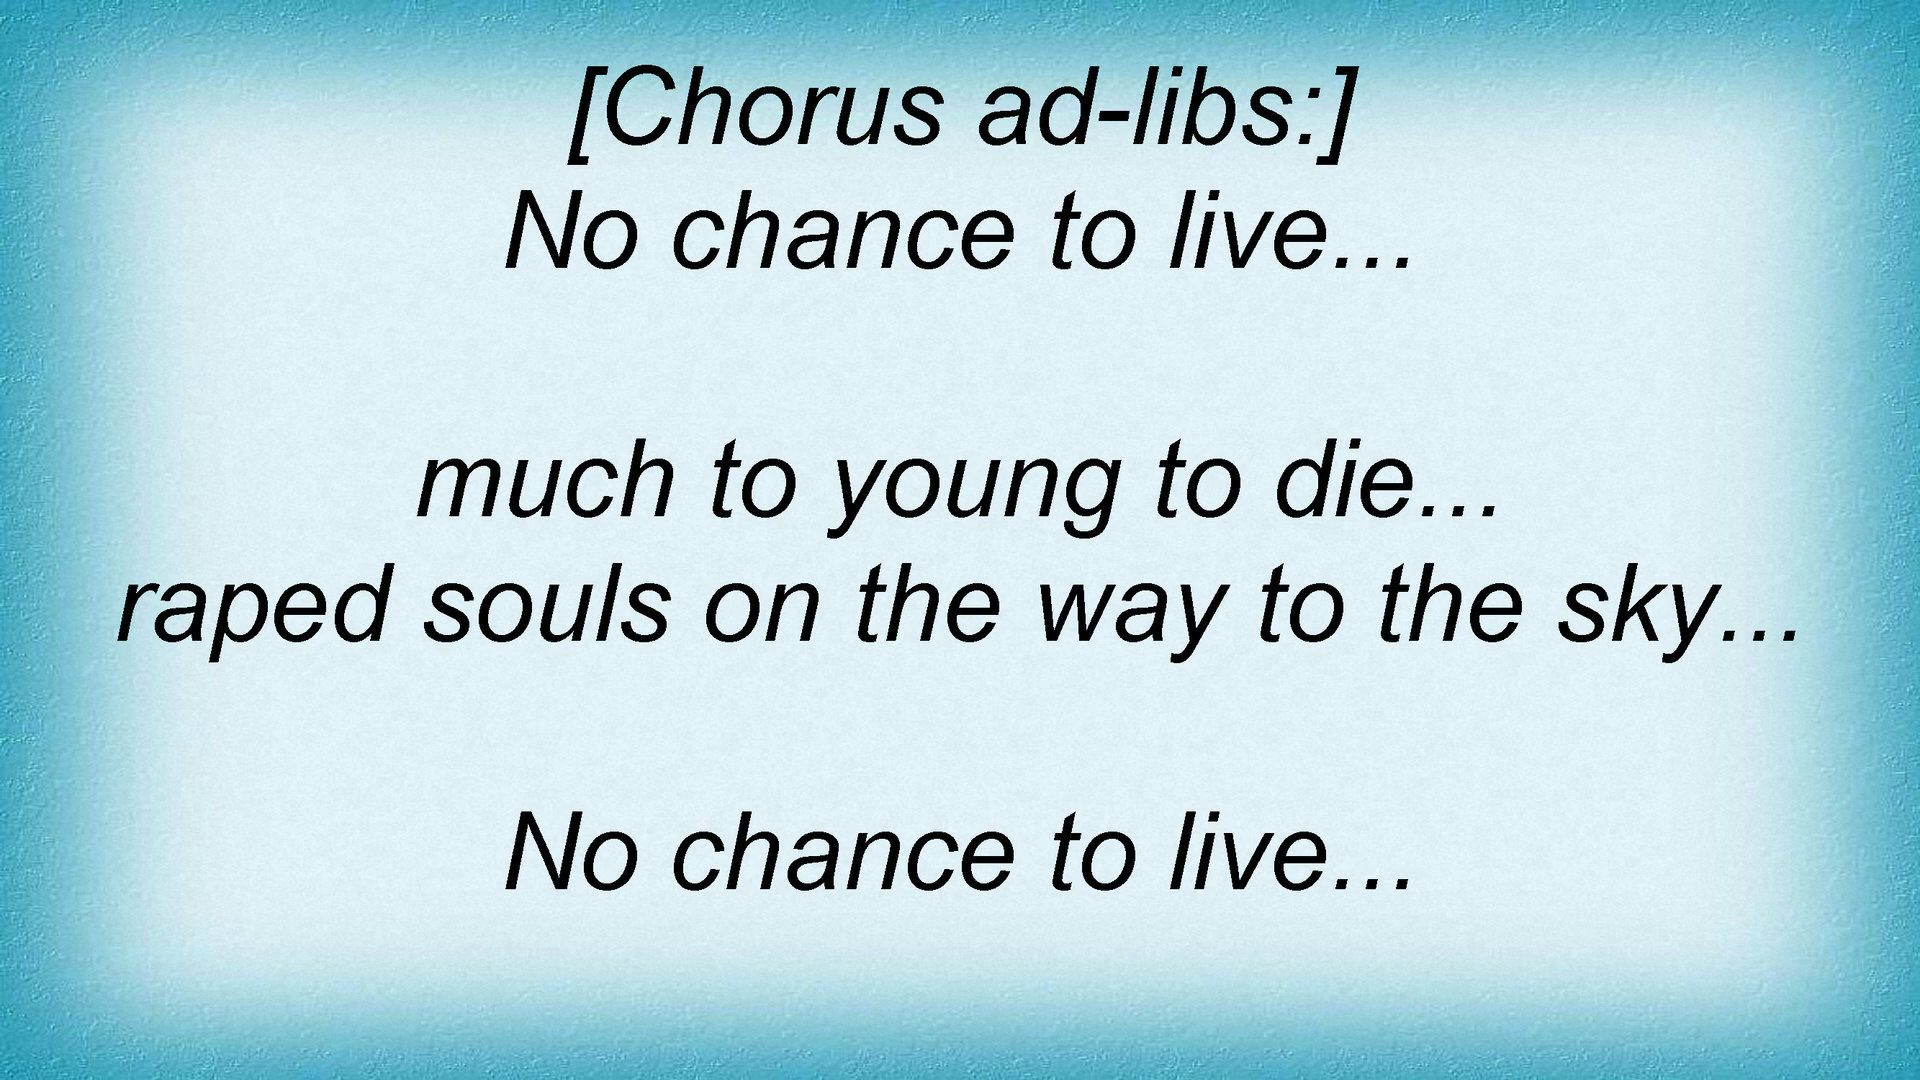 [Chorus ad-libs:]
No chance to live...
much to young to die...
raped souls on the way to the sky...
No chance to live...